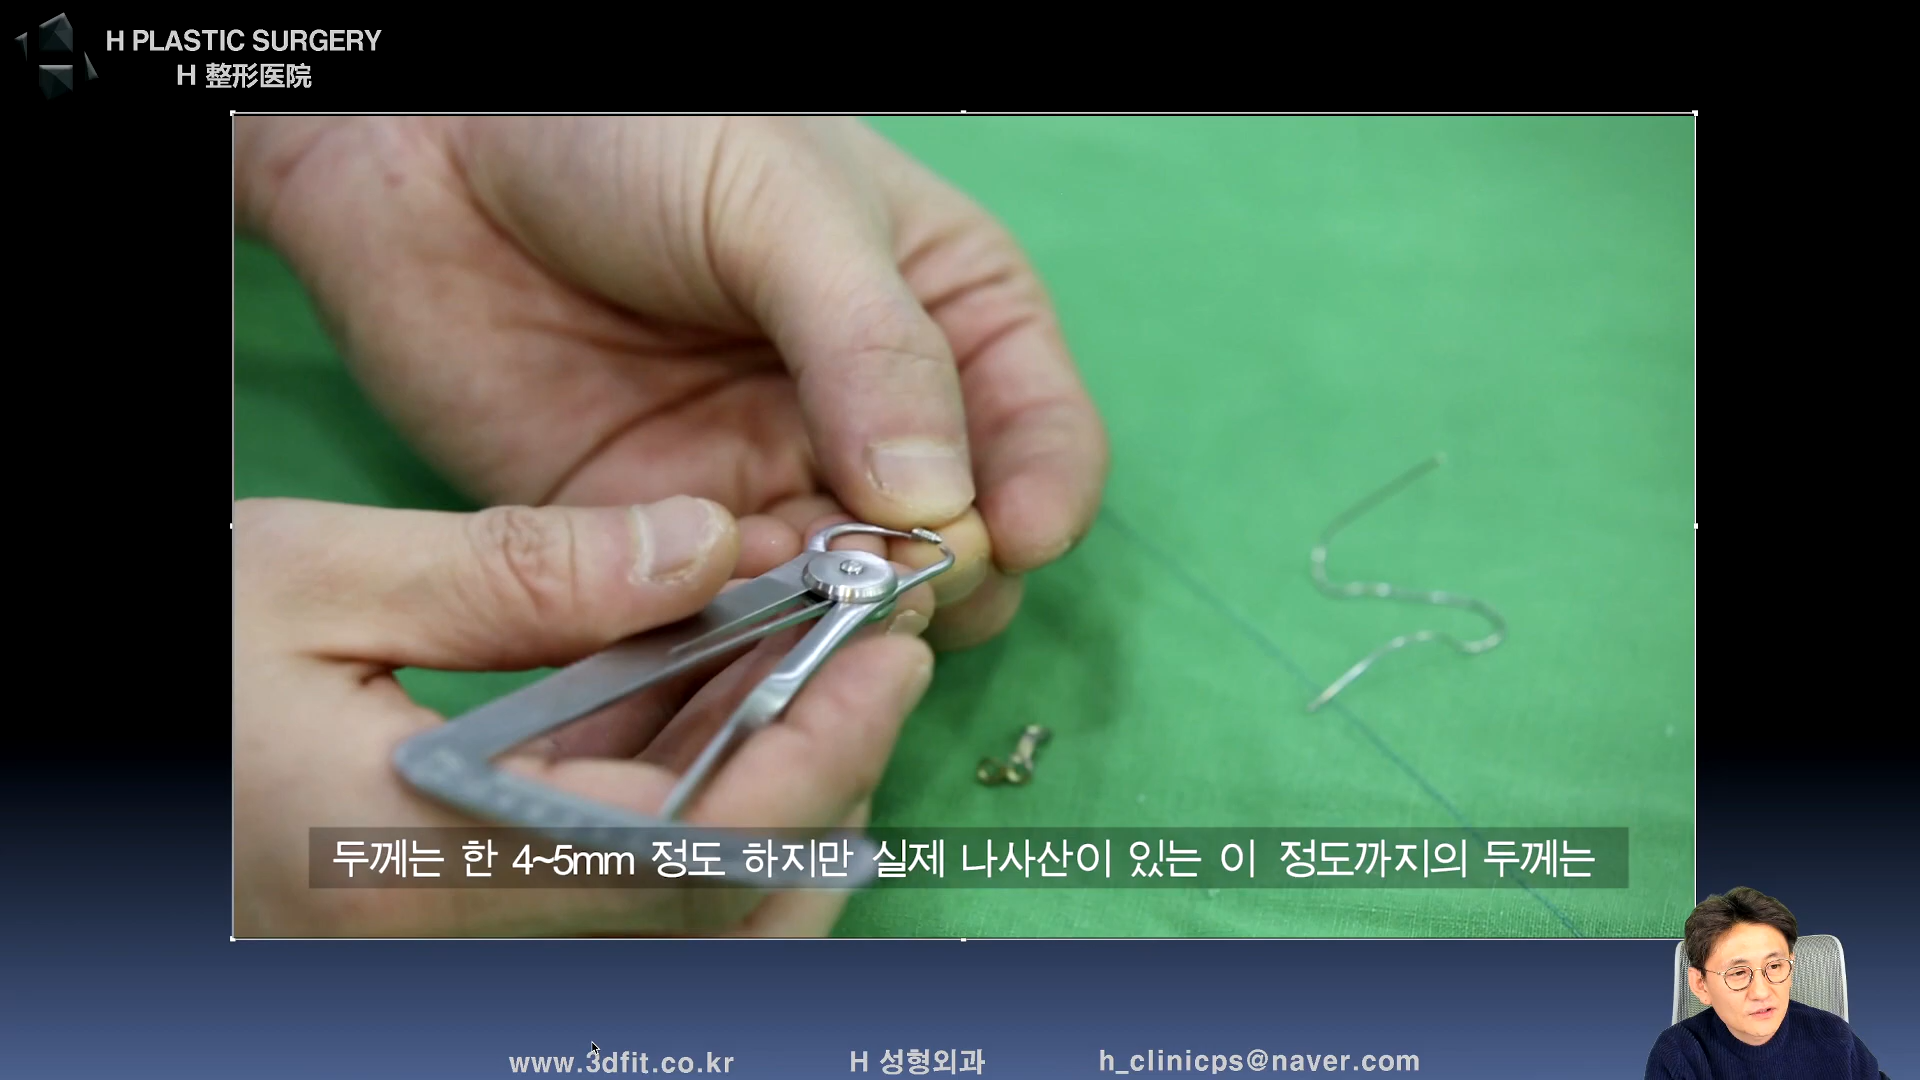 H PLASTIC SURGERY
H 整形医院
두께는 한 4~5mm 정도 하지만 실제 나사산이 있는 이 정도까지의 두께는
www.3dfit.co.kr
H 성형외과
h_clinicps@naver.com